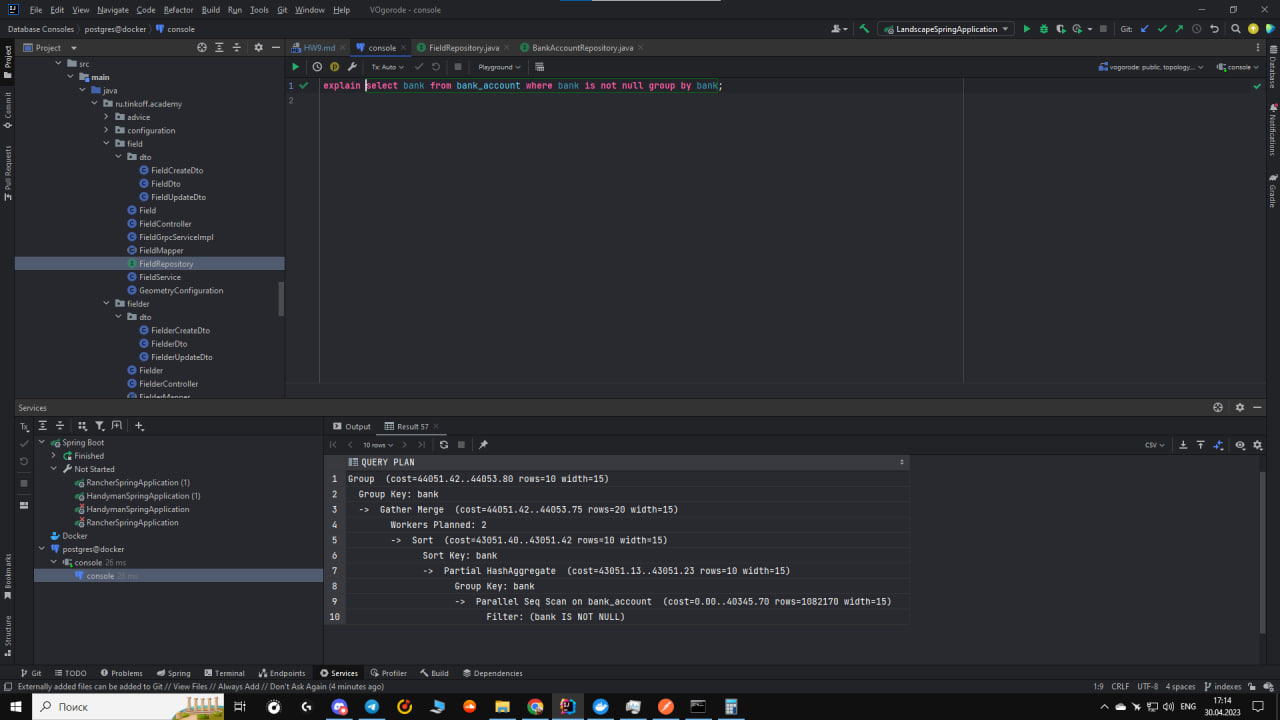 File Edit View Navigate Code Refactor Build Run Tools Git Window Help VOgorode - console
Database Consoles postgres@docker console
LandscapeSpringApplication Git:
Project HW9.md console FieldRepository.java BankAccountRepository.java
Tx: Auto Playground vogorode: public, topology... console
1 explain select bank from bank_account where bank is not null group by bank;
2
src
main
java
ru.tinkoff.academy
advice
configuration
field
dto
FieldCreateDto
FieldDto
FieldUpdateDto
Field
FieldController
FieldGrpcServiceImpl
FieldMapper
FieldRepository
FieldService
GeometryConfiguration
fielder
dto
FielderCreateDto
FielderDto
FielderUpdateDto
Fielder
FielderController
FielderMapper
Project
Commit
Pull Requests
Bookmarks
Structure
Database
Notifications
Gradle
Services
Tx
Spring Boot
Finished
Not Started
RancherSpringApplication (1)
HandymanSpringApplication (1)
HandymanSpringApplication
RancherSpringApplication
Docker
postgres@docker
console 26 ms
console 26 ms
Output Result 57
10 rows CSV
QUERY PLAN
1 Group (cost=44051.42..44053.80 rows=10 width=15)
2 Group Key: bank
3 -> Gather Merge (cost=44051.42..44053.75 rows=20 width=15)
4 Workers Planned: 2
5 -> Sort (cost=43051.40..43051.42 rows=10 width=15)
6 Sort Key: bank
7 -> Partial HashAggregate (cost=43051.13..43051.23 rows=10 width=15)
8 Group Key: bank
9 -> Parallel Seq Scan on bank_account (cost=0.00..40345.70 rows=1082170 width=15)
10 Filter: (bank IS NOT NULL)
Git TODO Problems Spring Terminal Endpoints Services Profiler Build Dependencies
Externally added files can be added to Git // View Files // Always Add // Don't Ask Again (4 minutes ago) 1:9 CRLF UTF-8 4 spaces indexes
Поиск ENG 17:14
30.04.2023